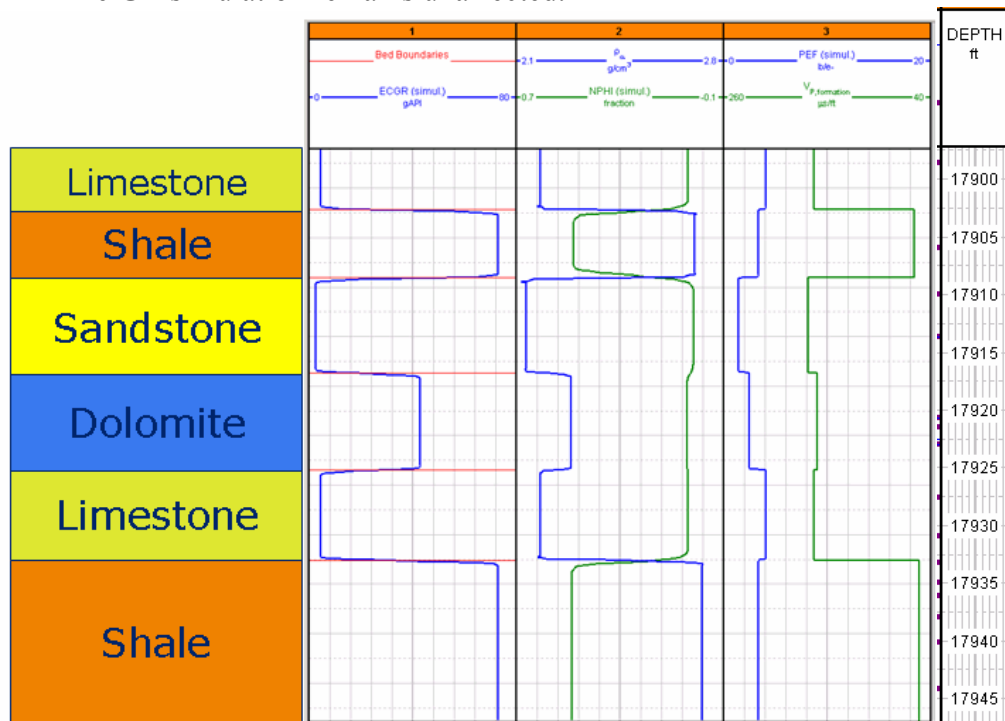 1 2 3
DEPTH
ft
Bed Boundaries
2.1 g/cm³ 2.8
0 PEF (simul.) 20
b/e-
0 ECGR (simul.) 80
gAPI
0.7 NPHI (simul.) -0.1
fraction
260 V_P,formation 40
µs/ft
Limestone
Shale
Sandstone
Dolomite
Limestone
Shale
17900
17905
17910
17915
17920
17925
17930
17935
17940
17945